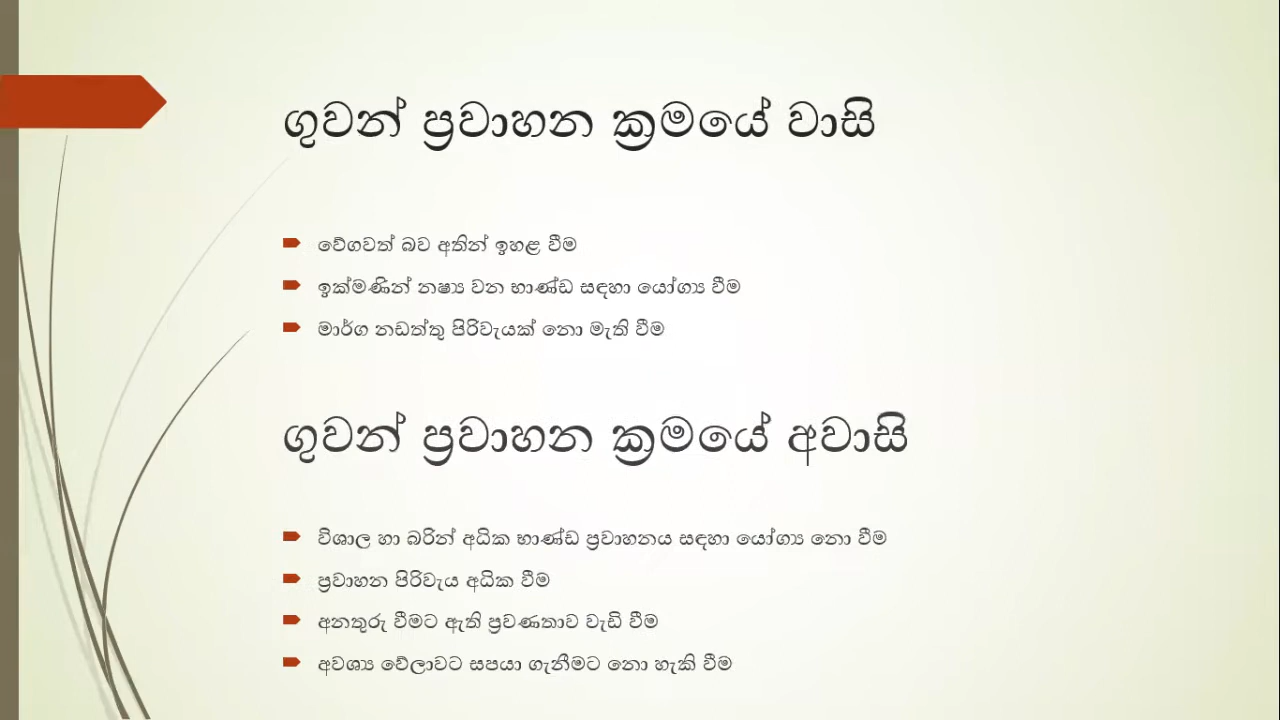 ගුවන් ප්‍රවාහන ක්‍රමයේ වාසි
වේගවත් බව අතින් ඉහළ වීම
ඉක්මණින් නෂ්‍ය වන භාණ්ඩ සඳහා යෝග්‍ය වීම
මාර්ග නඩත්තු පිරිවැයක් නො මැති වීම
ගුවන් ප්‍රවාහන ක්‍රමයේ අවාසි
විශාල හා බරින් අධික භාණ්ඩ ප්‍රවාහනය සඳහා යෝග්‍ය නො වීම
ප්‍රවාහන පිරිවැය අධික වීම
අනතුරු වීමට ඇති ප්‍රවණතාව වැඩි වීම
අවශ්‍ය වේලාවට සපයා ගැනීමට නො හැකි වීම